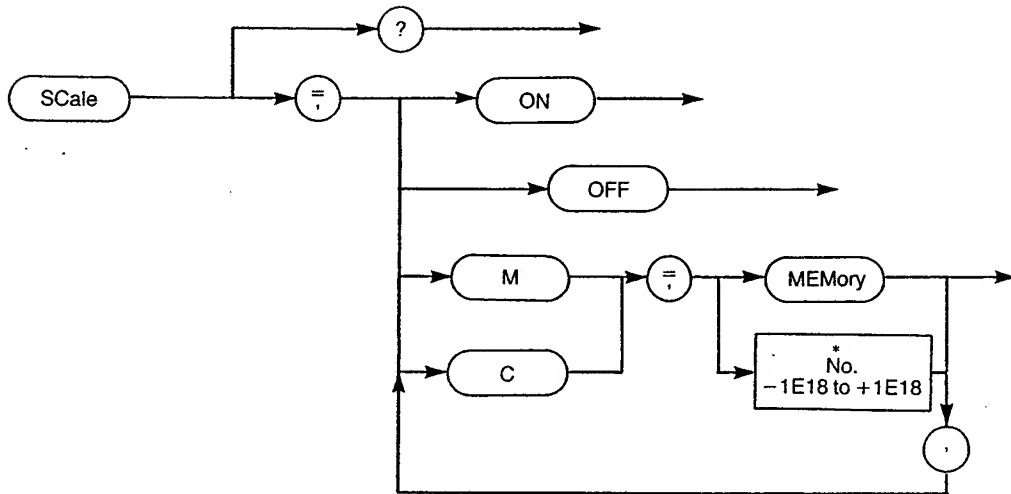 ?
SCale
=,
ON
OFF
M
=,
MEMory
C
*
No.
−1E18 to +1E18
,